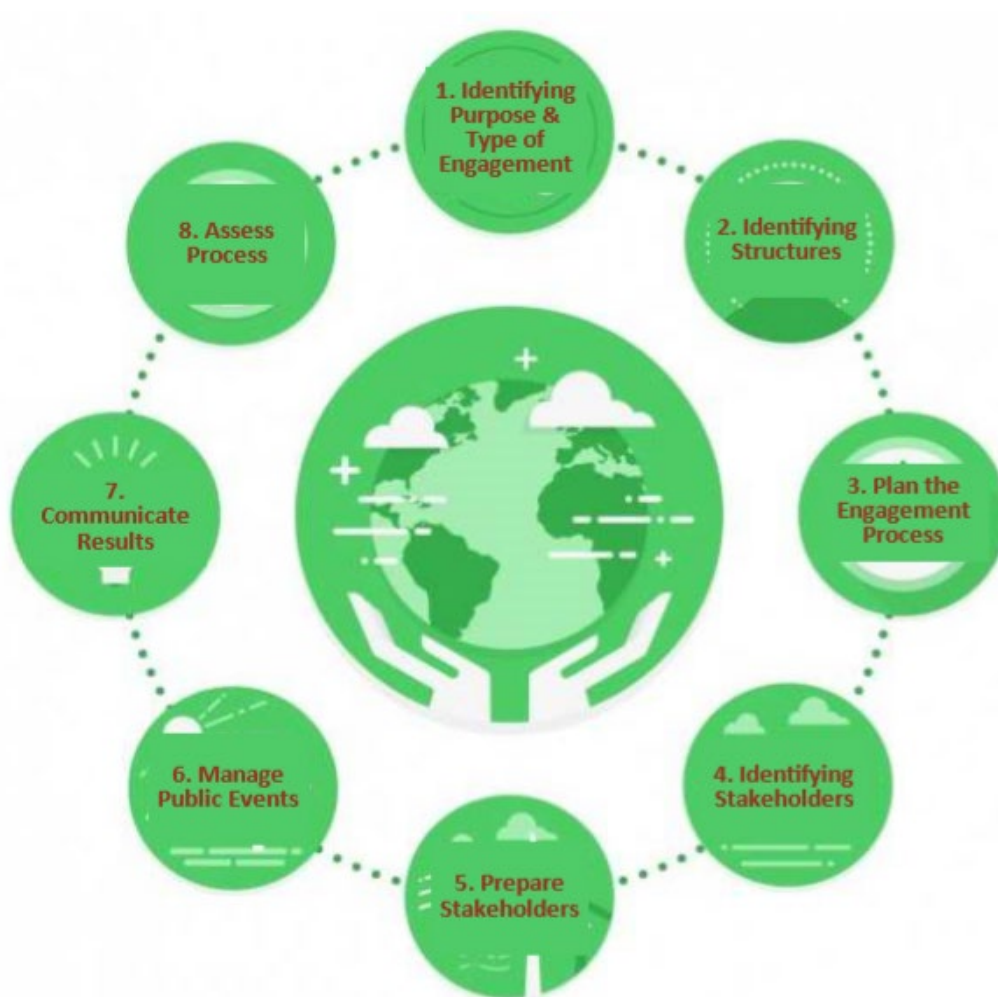 1. Identifying
Purpose &
Type of
Engagement
2. Identifying
Structures
3. Plan the
Engagement
Process
4. Identifying
Stakeholders
5. Prepare
Stakeholders
6. Manage
Public Events
7.
Communicate
Results
8. Assess
Process